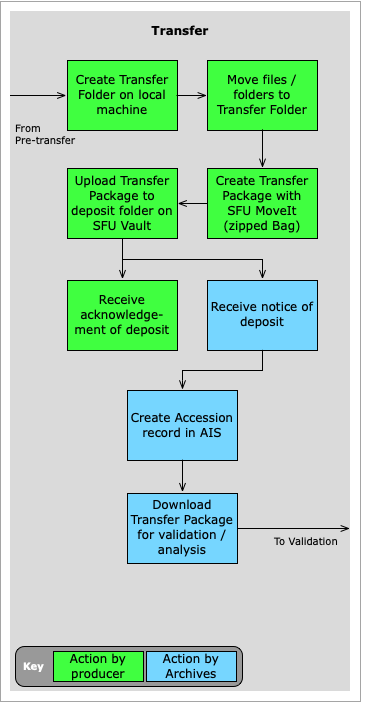 Transfer
Create Transfer
Folder on local
machine
Move files /
folders to
Transfer Folder
From
Pre-transfer
Upload Transfer
Package to
deposit folder on
SFU Vault
Create Transfer
Package with
SFU MoveIt
(zipped Bag)
Receive
acknowledge-
ment of deposit
Receive notice of
deposit
Create Accession
record in AIS
Download
Transfer Package
for validation /
analysis
To Validation
Key
Action by
producer
Action by
Archives